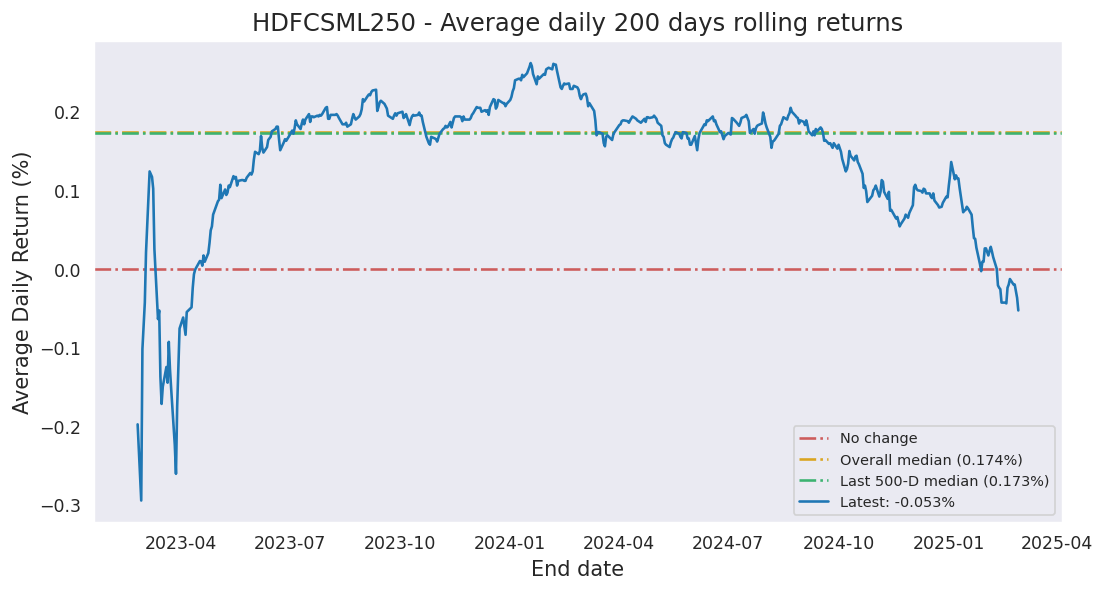 HDFCSML250 - Average daily 200 days rolling returns
Average Daily Return (%)
0.2
0.1
0.0
−0.1
−0.2
−0.3
No change
Overall median (0.174%)
Last 500-D median (0.173%)
Latest: -0.053%
2023-04 2023-07 2023-10 2024-01 2024-04 2024-07 2024-10 2025-01 2025-04
End date